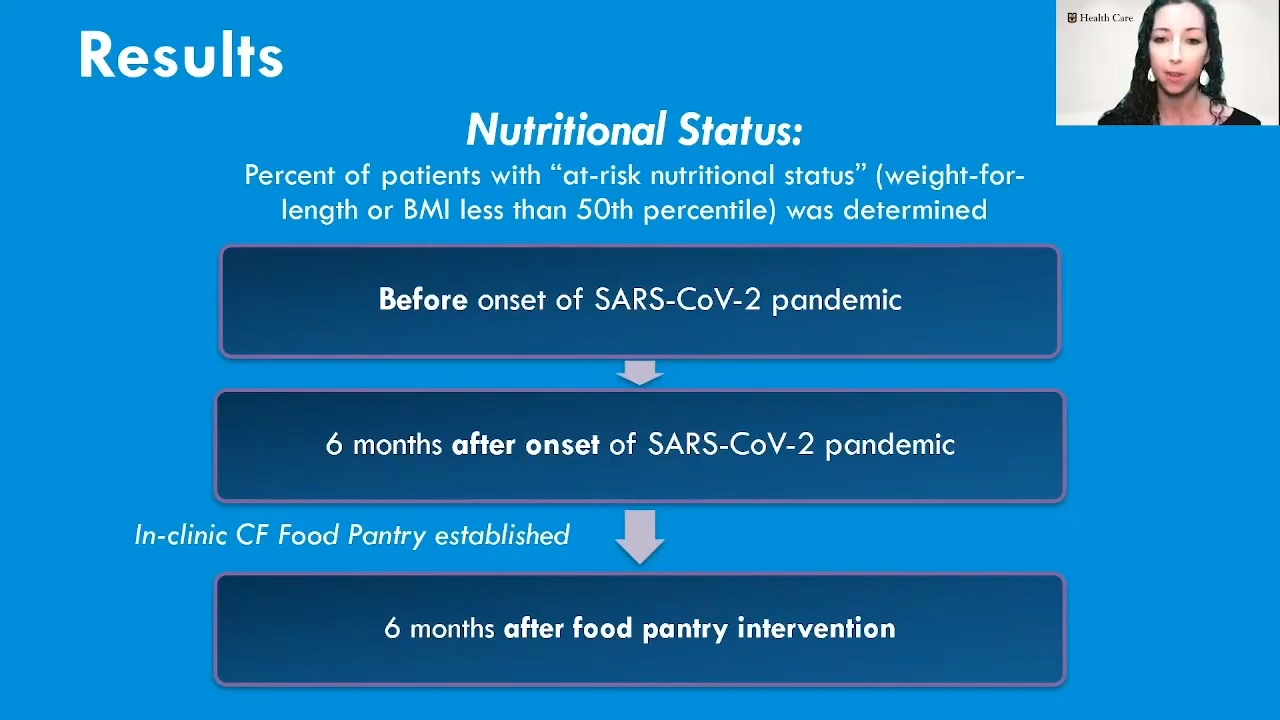 Results
Health Care
Nutritional Status:
Percent of patients with “at-risk nutritional status” (weight-for-
length or BMI less than 50th percentile) was determined
Before onset of SARS-CoV-2 pandemic
6 months after onset of SARS-CoV-2 pandemic
In-clinic CF Food Pantry established
6 months after food pantry intervention